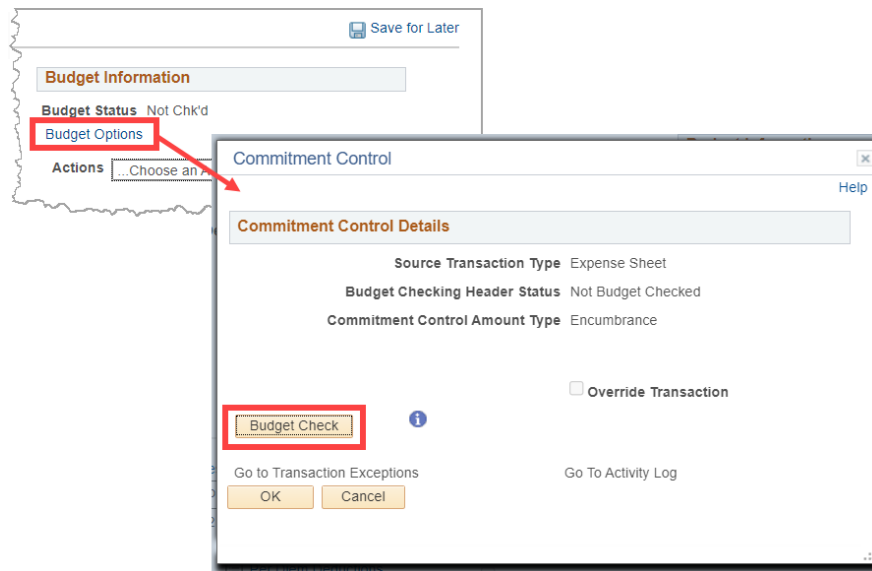 Save for Later
Budget Information
Budget Status Not Chk'd
Budget Options
Actions ...Choose an A
Commitment Control
Help
Commitment Control Details
Source Transaction Type Expense Sheet
Budget Checking Header Status Not Budget Checked
Commitment Control Amount Type Encumbrance
Override Transaction
Budget Check
Go to Transaction Exceptions Go To Activity Log
OK Cancel